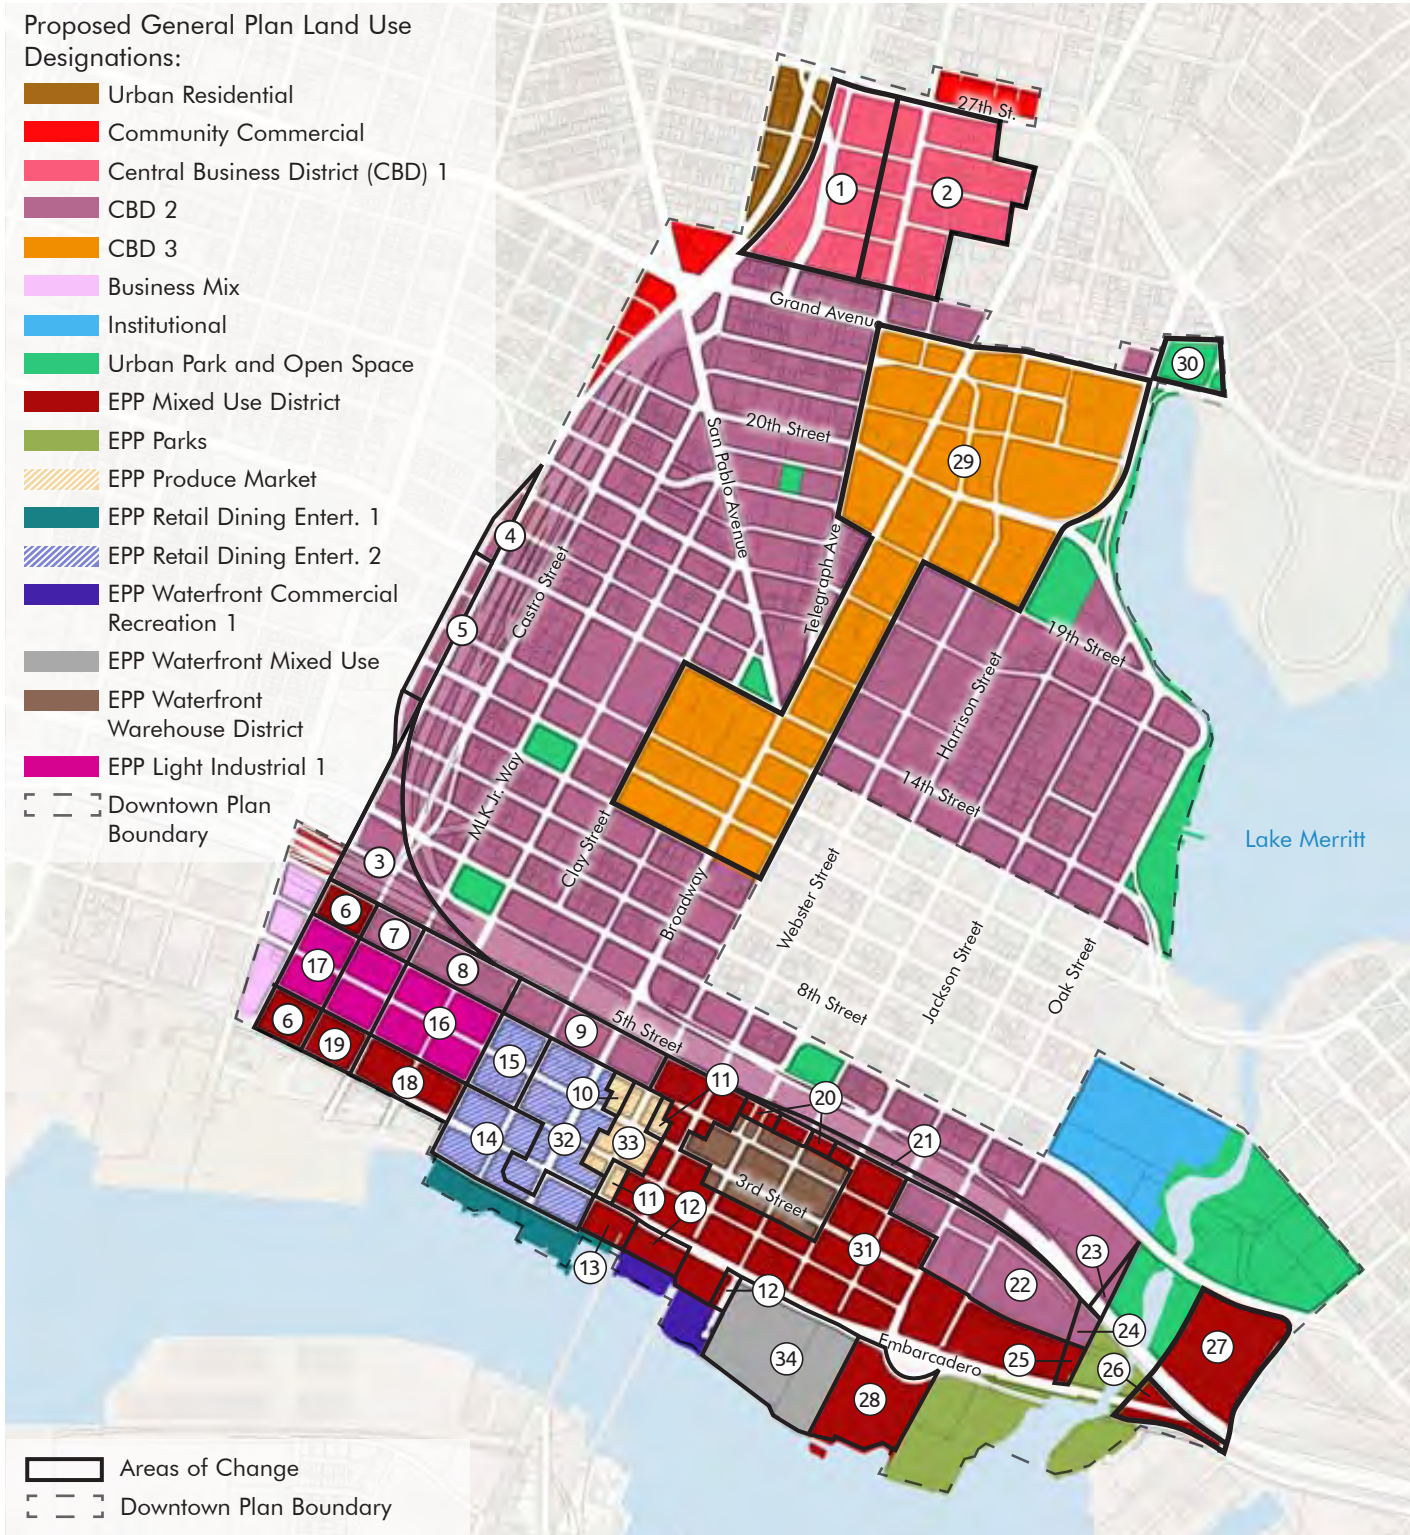 Proposed General Plan Land Use
Designations:
Urban Residential
Community Commercial
Central Business District (CBD) 1
CBD 2
CBD 3
Business Mix
Institutional
Urban Park and Open Space
EPP Mixed Use District
EPP Parks
EPP Produce Market
EPP Retail Dining Entert. 1
EPP Retail Dining Entert. 2
EPP Waterfront Commercial
Recreation 1
EPP Waterfront Mixed Use
EPP Waterfront
Warehouse District
EPP Light Industrial 1
Downtown Plan
Boundary
27th St.
1
2
Grand Avenu
30
20th Street
San Pablo Avenue
29
4
Telegraph Ave
Castro Street
5
19th Street
Harrison Street
MLK Jr. Way
14th Street
Clay Street
Lake Merritt
3
Broadway
Webster Street
6
7
17
8
Jackson Street
Oak Street
8th Street
6
16
9
5th Street
19
15
18
10
11
20
14
32
33
21
3rd Street
11
12
31
23
13
22
12
24
Embarcadero
34
25
26
27
28
Areas of Change
Downtown Plan Boundary